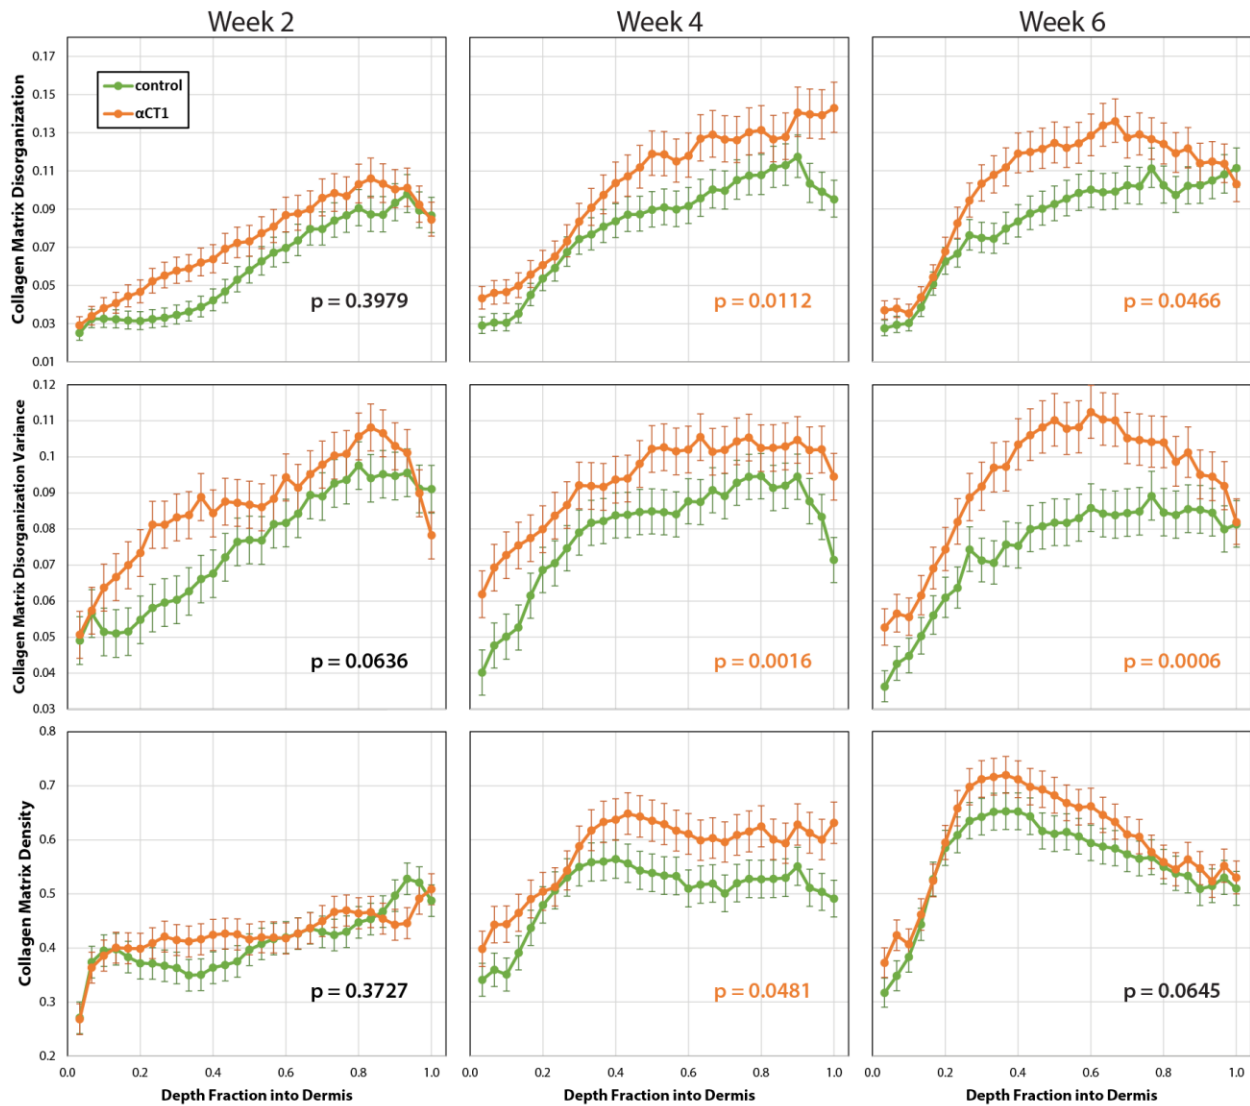 Week 2
Week 4
Week 6
Collagen Matrix Disorganization
0.17
0.15
0.13
0.11
0.09
0.07
0.05
0.03
0.01
control
αCT1
p = 0.3979
p = 0.0112
p = 0.0466
Collagen Matrix Disorganization Variance
0.12
0.11
0.1
0.09
0.08
0.07
0.06
0.05
0.04
0.03
p = 0.0636
p = 0.0016
p = 0.0006
Collagen Matrix Density
0.8
0.7
0.6
0.5
0.4
0.3
0.2
p = 0.3727
p = 0.0481
p = 0.0645
0.0 0.2 0.4 0.6 0.8 1.0
0.0 0.2 0.4 0.6 0.8 1.0
0.0 0.2 0.4 0.6 0.8 1.0
Depth Fraction into Dermis
Depth Fraction into Dermis
Depth Fraction into Dermis